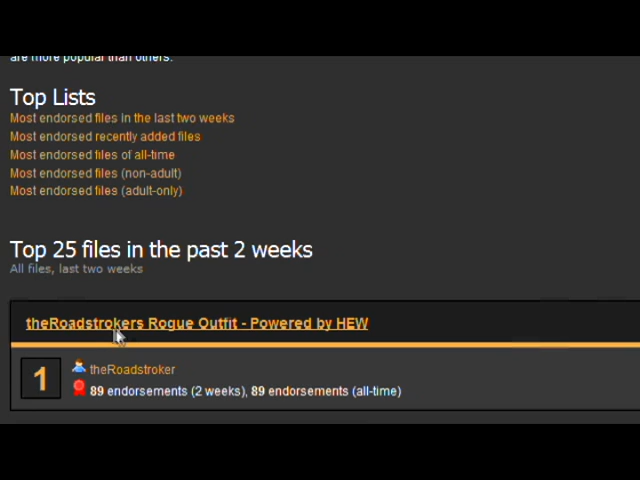 are more popular than others.
Top Lists
Most endorsed files in the last two weeks
Most endorsed recently added files
Most endorsed files of all-time
Most endorsed files (non-adult)
Most endorsed files (adult-only)
Top 25 files in the past 2 weeks
All files, last two weeks
theRoadstrokers Rogue Outfit - Powered by HEW
1
theRoadstroker
89 endorsements (2 weeks), 89 endorsements (all-time)